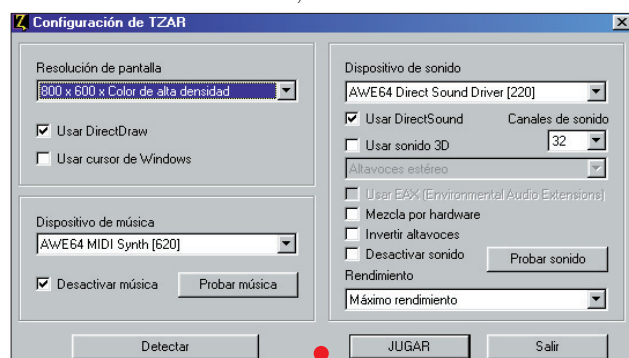 Configuración de TZAR
Resolución de pantalla
800 x 600 x Color de alta densidad
Usar DirectDraw
Usar cursor de Windows
Dispositivo de música
AWE64 MIDI Synth [620]
Desactivar música
Probar música
Dispositivo de sonido
AWE64 Direct Sound Driver [220]
Usar DirectSound
Canales de sonido
Usar sonido 3D
32
Altavoces estéreo
Usar EAX (Environmental Audio Extensions)
Mezcla por hardware
Invertir altavoces
Desactivar sonido
Probar sonido
Rendimiento
Máximo rendimiento
Detectar
JUGAR
Salir